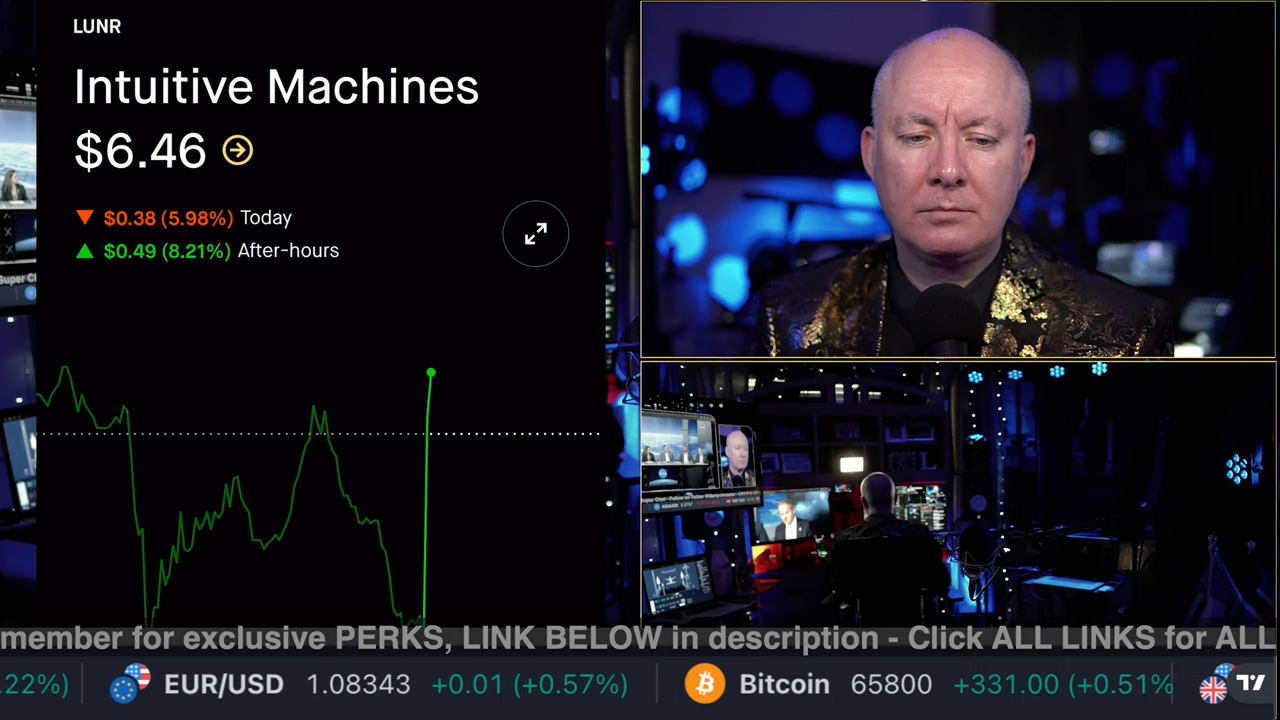 LUNR
Intuitive Machines
$6.46
$0.38 (5.98%) Today
$0.49 (8.21%) After-hours
Super C
member for exclusive PERKS, LINK BELOW in description - Click ALL LINKS for ALL
.22%) EUR/USD 1.08343 +0.01 (+0.57%) Bitcoin 65800 +331.00 (+0.51%